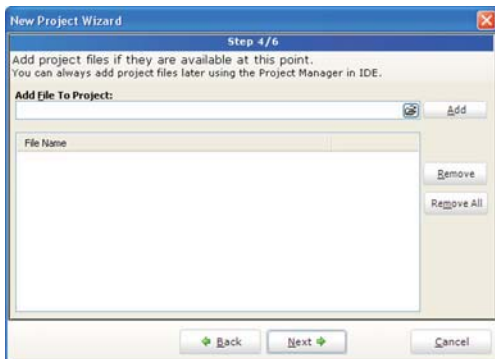 New Project Wizard
Step 4/6
Add project files if they are available at this point.
You can always add project files later using the Project Manager in IDE.
Add File To Project:
Add
File Name
Remove
Remove All
Back
Next
Cancel